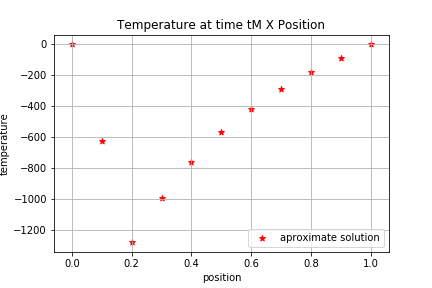 Temperature at time tM X Position
0
−200
−400
−600
−800
−1000
−1200
temperature
aproximate solution
0.0 0.2 0.4 0.6 0.8 1.0
position